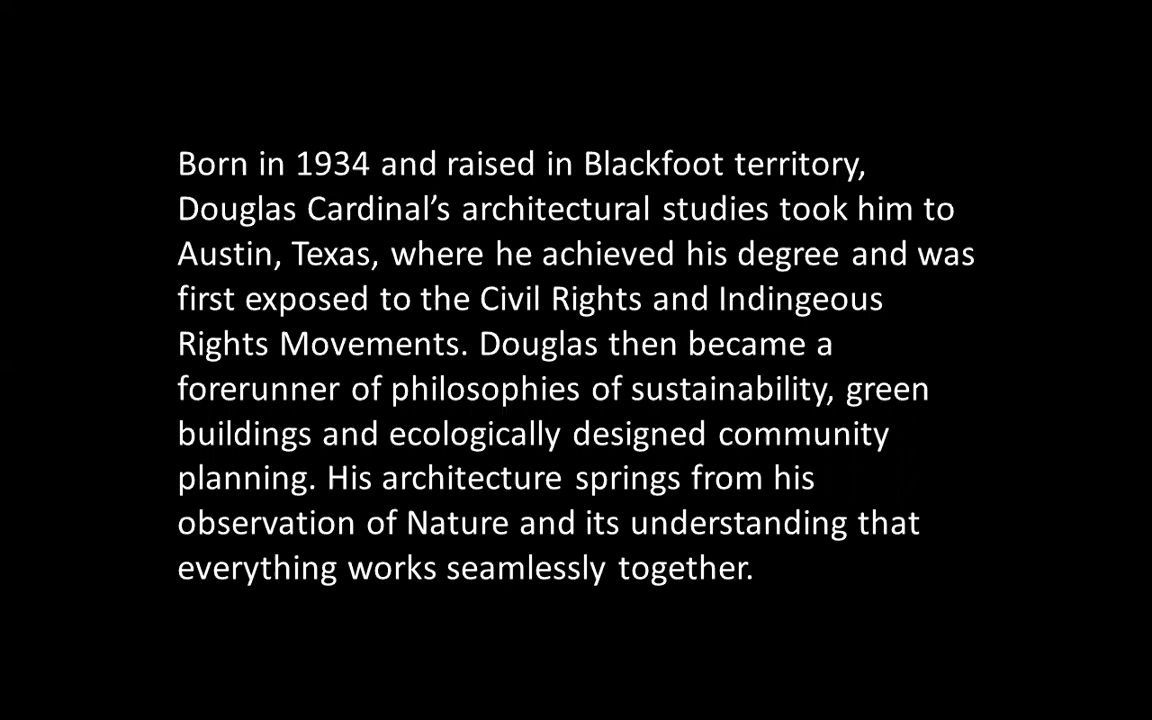 Born in 1934 and raised in Blackfoot territory,
Douglas Cardinal’s architectural studies took him to
Austin, Texas, where he achieved his degree and was
first exposed to the Civil Rights and Indingeous
Rights Movements. Douglas then became a
forerunner of philosophies of sustainability, green
buildings and ecologically designed community
planning. His architecture springs from his
observation of Nature and its understanding that
everything works seamlessly together.